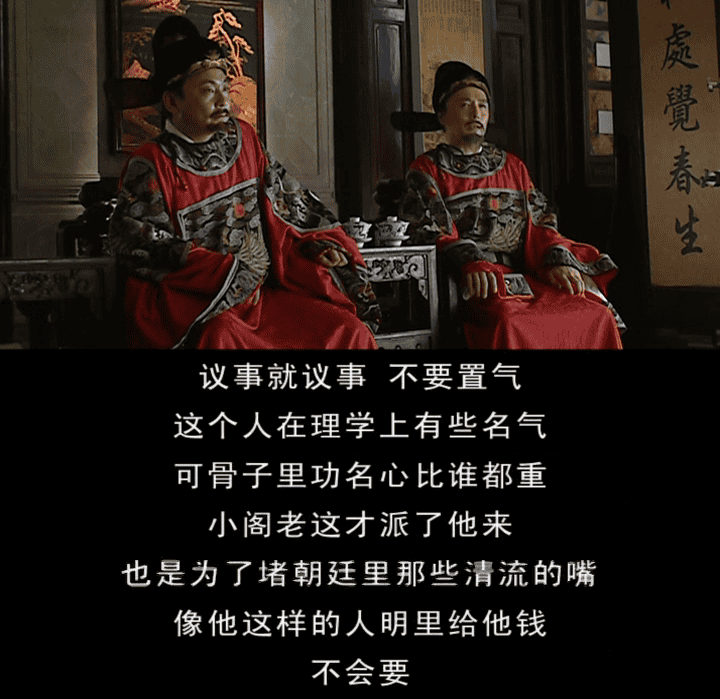 處覺春生
议事就议事 不要置气
这个人在理学上有些名气
可骨子里功名心比谁都重
小阁老这才派了他来
也是为了堵朝廷里那些清流的嘴
像他这样的人明里给他钱
不会要